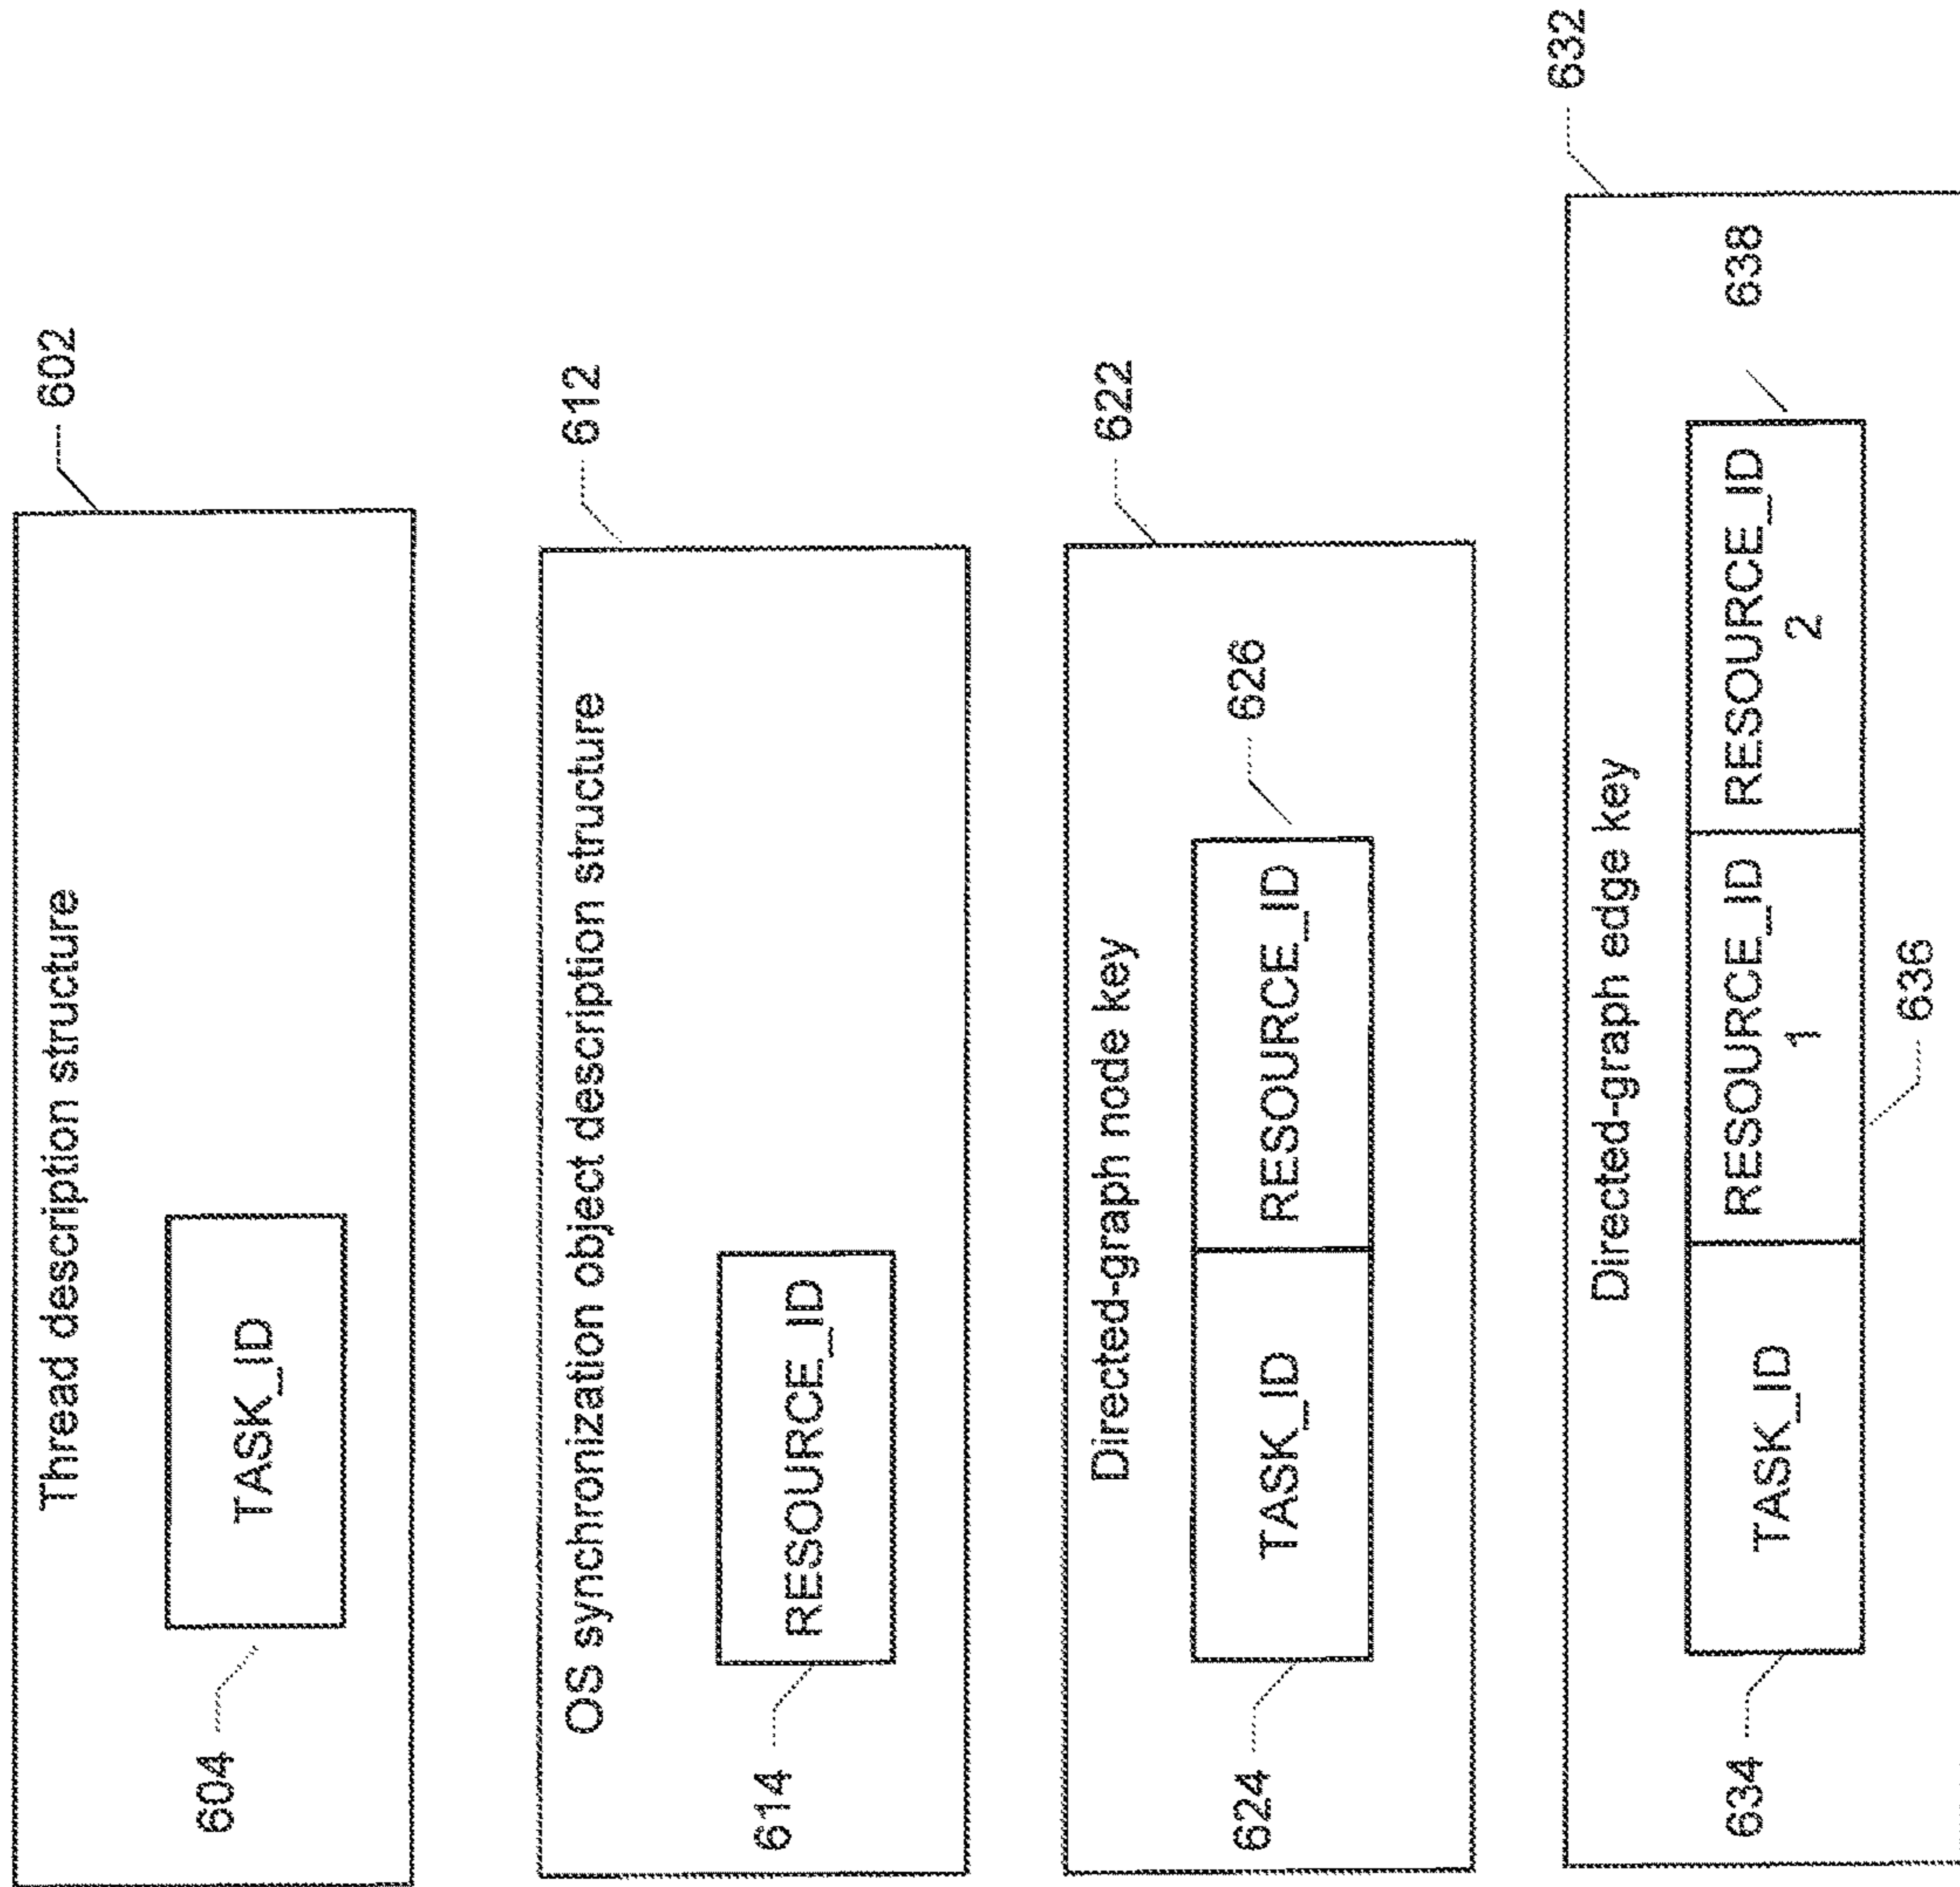 Thread description structure
602
604
TASK_ID
OS synchronization object description structure
612
614
RESOURCE_ID
Directed-graph node key
622
624
TASK_ID
RESOURCE_ID
626
Directed-graph edge key
632
634
TASK_ID
RESOURCE_ID
1
RESOURCE_ID
2
638
636